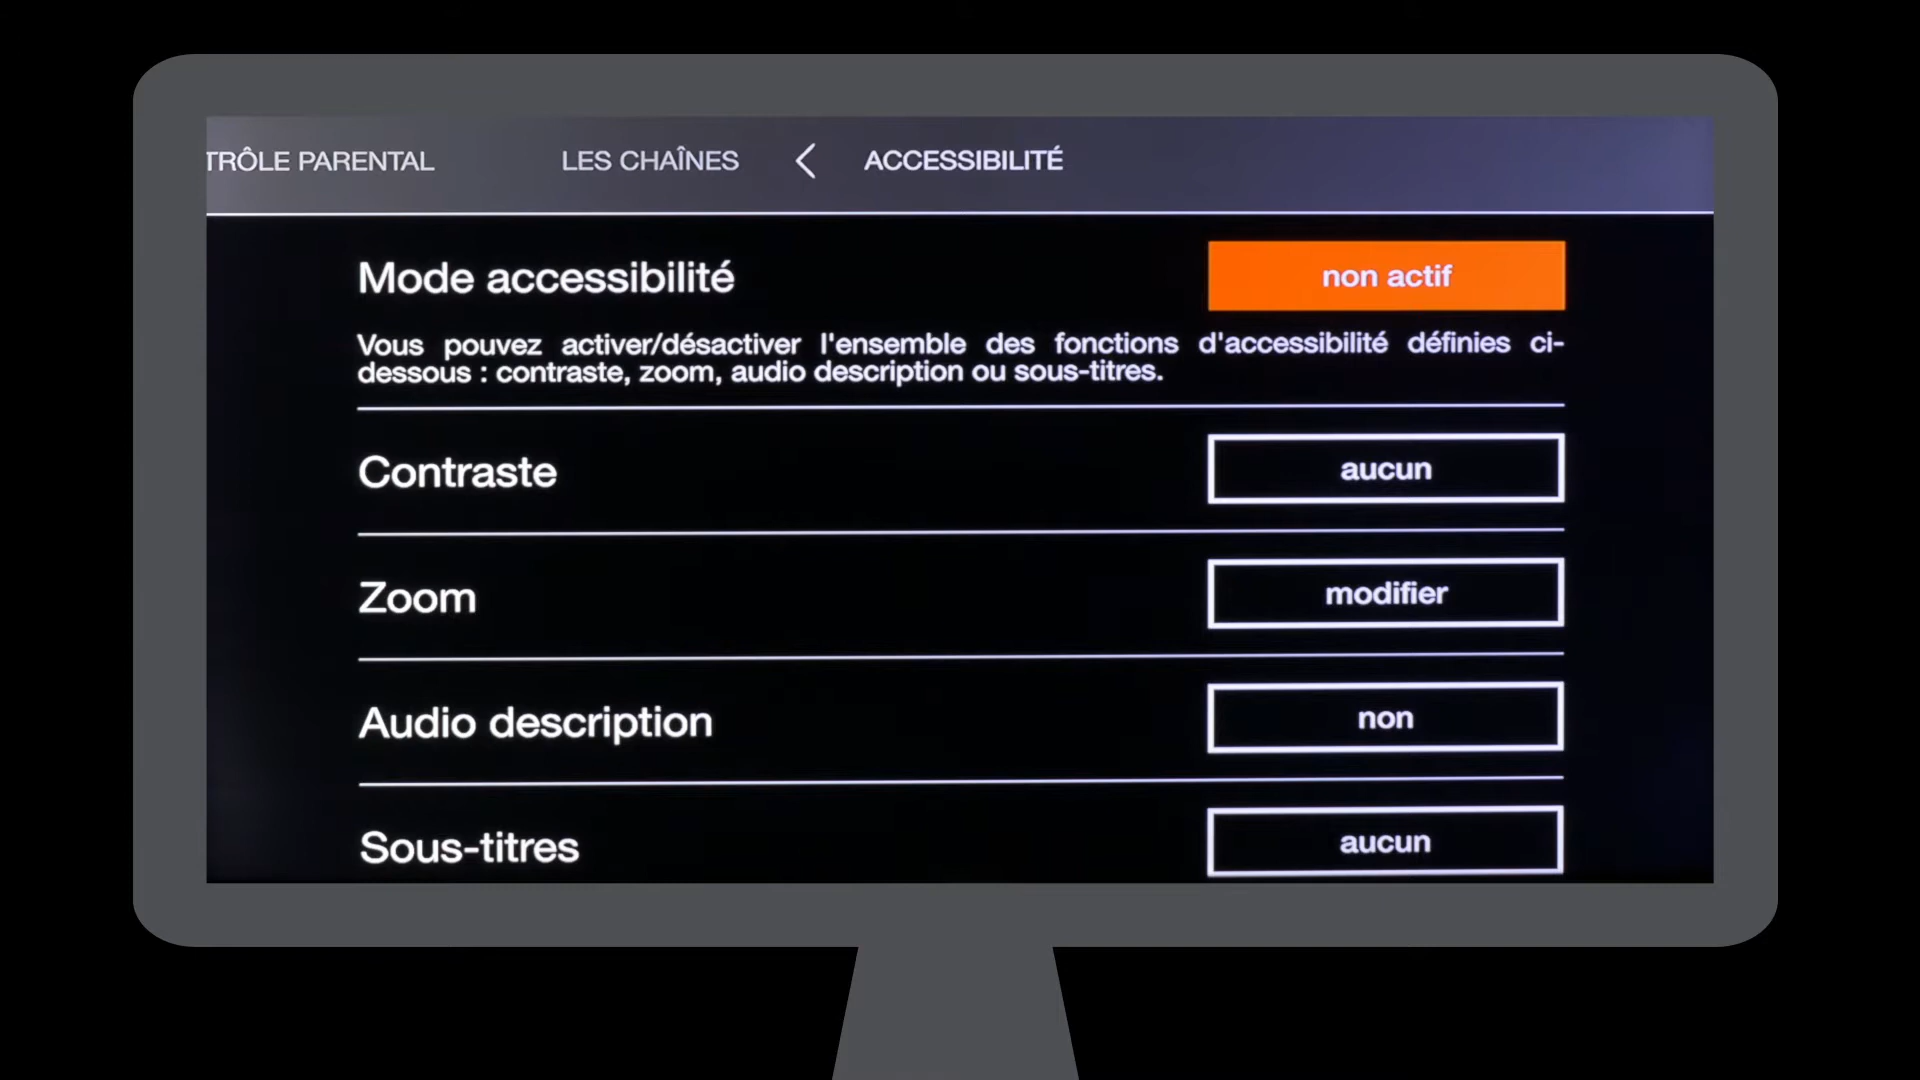 TRÔLE PARENTAL LES CHAÎNES ACCESSIBILITÉ
Mode accessibilité non actif
Vous pouvez activer/désactiver l'ensemble des fonctions d'accessibilité définies ci-
dessous : contraste, zoom, audio description ou sous-titres.
Contraste aucun
Zoom modifier
Audio description non
Sous-titres aucun